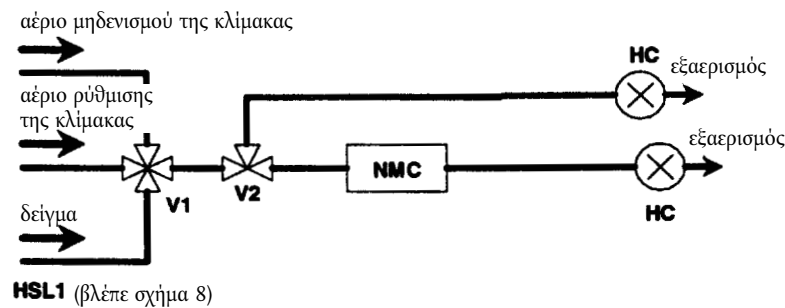 αέριο μηδενισμού της κλίμακας
HC
εξαερισμός
αέριο ρύθμισης
της κλίμακας
εξαερισμός
NMC
V1
V2
HC
δείγμα
HSL1 (βλέπε σχήμα 8)